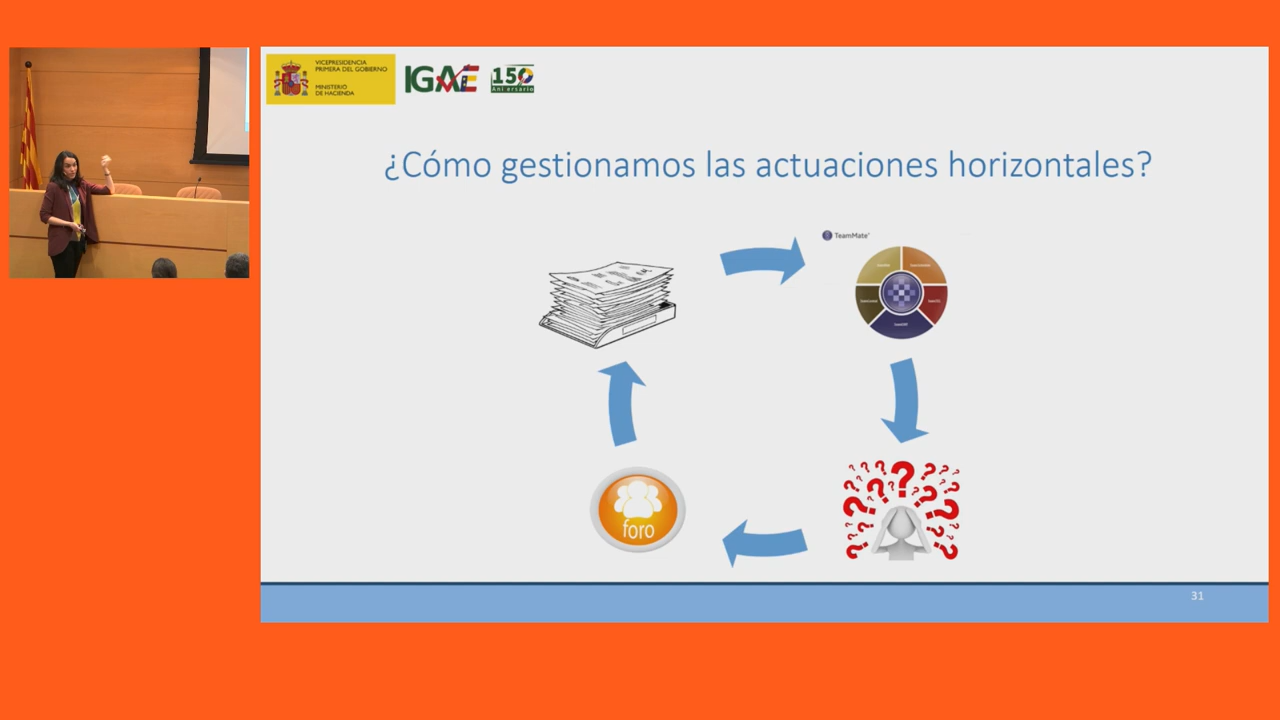 VICEPRESIDENCIA
PRIMERA DEL GOBIERNO
MINISTERIO
DE HACIENDA
IGAE
150
Aniversario
¿Cómo gestionamos las actuaciones horizontales?
TeamMate®
foro
31